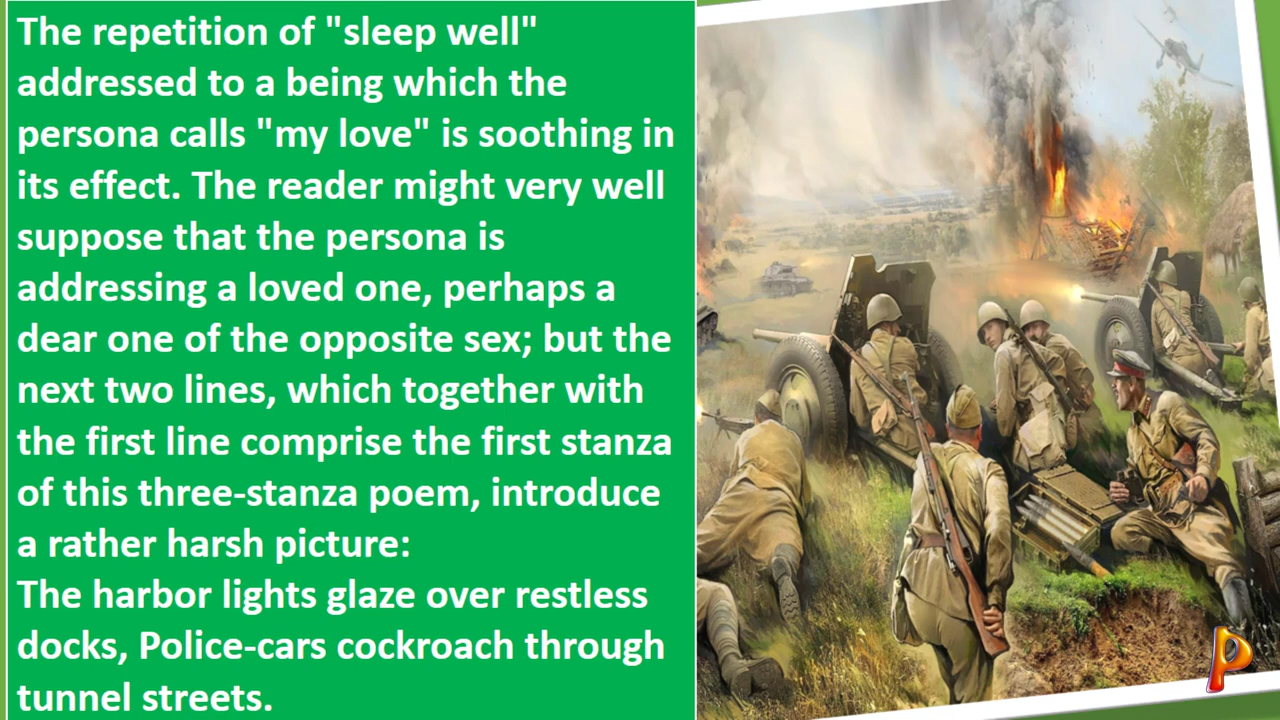 The repetition of "sleep well"
addressed to a being which the
persona calls "my love" is soothing in
its effect. The reader might very well
suppose that the persona is
addressing a loved one, perhaps a
dear one of the opposite sex; but the
next two lines, which together with
the first line comprise the first stanza
of this three-stanza poem, introduce
a rather harsh picture:
The harbor lights glaze over restless
docks, Police-cars cockroach through
tunnel streets.
P